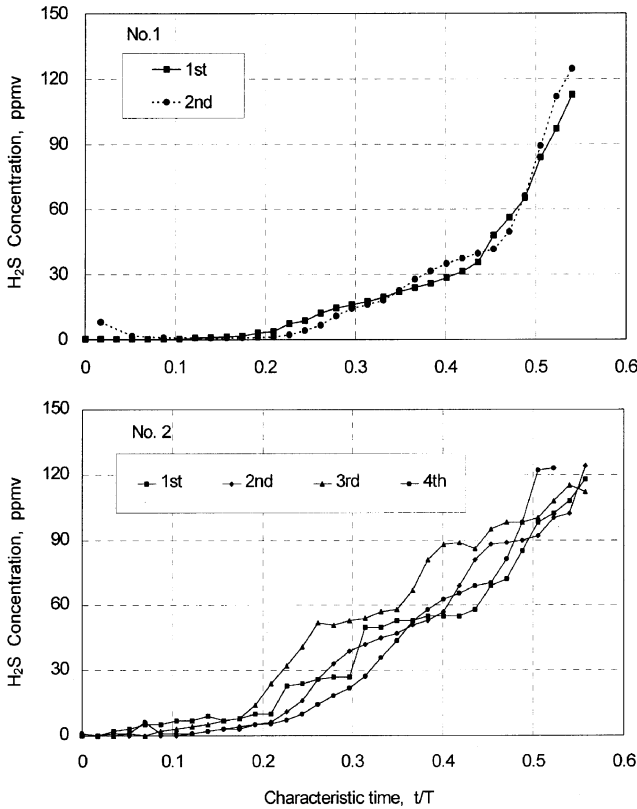 150
No.1
1st
2nd
120
90
60
30
0
H₂S Concentration, ppmv
0 0.1 0.2 0.3 0.4 0.5 0.6
150
No. 2
1st 2nd 3rd 4th
120
90
60
30
0
H₂S Concentration, ppmv
0 0.1 0.2 0.3 0.4 0.5 0.6
Characteristic time, t/T